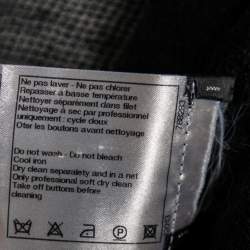 Ne pas laver - Ne pas chlorer
Repasser a basse température
Nettoyer séparément dans filet
Nettoyer à sec par professionnel
uniquement : cycle doux
Oter les boutons avant nettoyage
Do not wash - Do not bleach
Cool iron
Dry clean separately and in a net
Only professional soft dry clean
Take off buttons before
cleaning